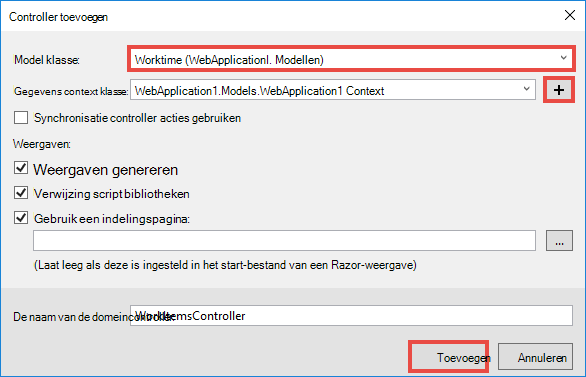 Controller toevoegen
Model klasse: Worktime (WebApplicationl. Modellen)
Gegevens context klasse: WebApplication1.Models.WebApplication1 Context +
Synchronisatie controller acties gebruiken
Weergaven:
Weergaven genereren
Verwijzing script bibliotheken
Gebruik een indelingspagina:
...
(Laat leeg als deze is ingesteld in het start-bestand van een Razor-weergave)
De naam van de domeincontroller: WorkItemsController
Toevoegen Annuleren